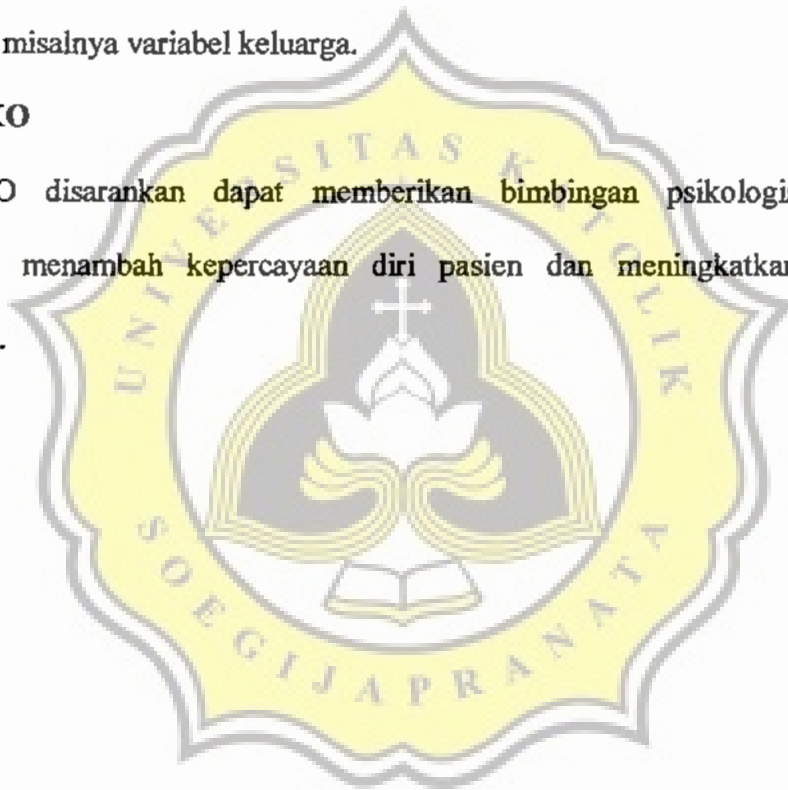 misalnya variabel keluarga.
KO
O disarankan dapat memberikan bimbingan psikologis
menambah kepercayaan diri pasien dan meningkatkan
UNIVERSITAS KATOLIK
SOEGIJAPRANATA